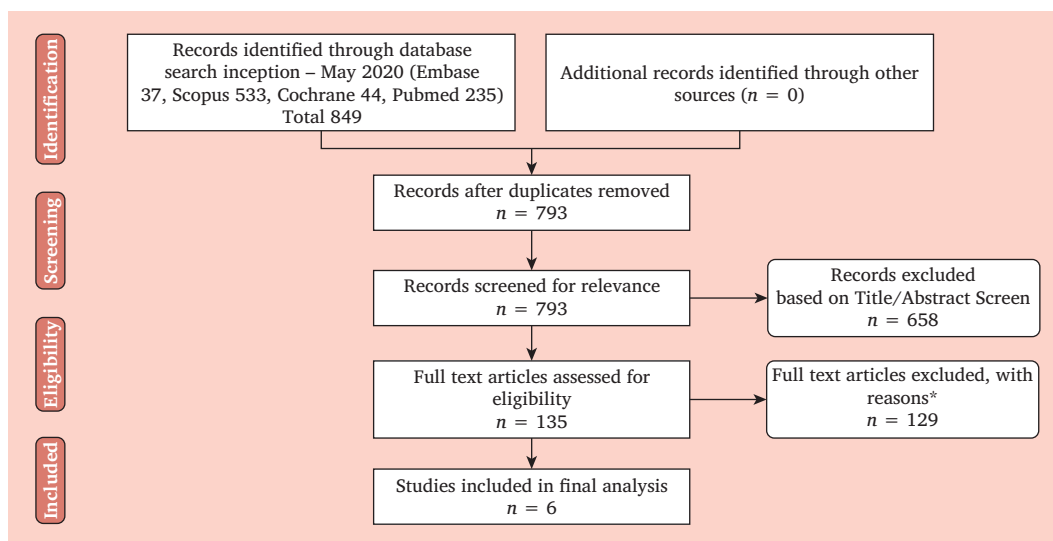 Identification
Records identified through database
search inception – May 2020 (Embase
37, Scopus 533, Cochrane 44, Pubmed 235)
Total 849
Additional records identified through other
sources (n = 0)
Screening
Records after duplicates removed
n = 793
Records screened for relevance
n = 793
Records excluded
based on Title/Abstract Screen
n = 658
Eligibility
Full text articles assessed for
eligibility
n = 135
Full text articles excluded, with
reasons*
n = 129
Included
Studies included in final analysis
n = 6